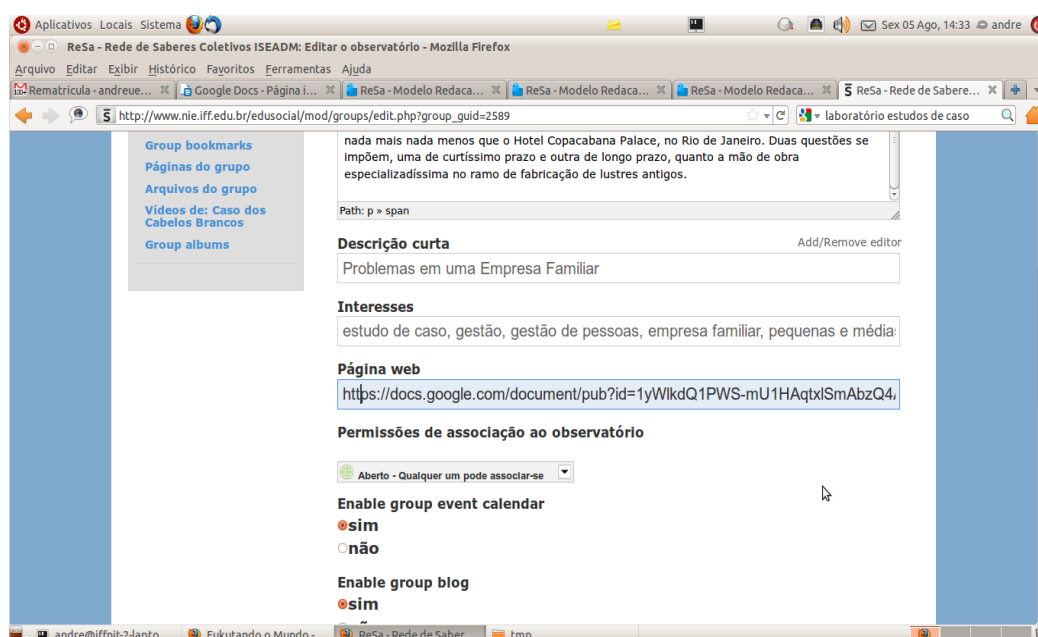 Aplicativos Locais Sistema
Sex 05 Ago, 14:33 andre
ReSa - Rede de Saberes Coletivos ISEADM: Editar o observatório - Mozilla Firefox
Arquivo Editar Exibir Histórico Favoritos Ferramentas Ajuda
Rematricula - andreue... Google Docs - Página i... ReSa - Modelo Redaca... ReSa - Modelo Redaca... ReSa - Modelo Redaca... ReSa - Rede de Sabere...
http://www.nie.iff.edu.br/edusocial/mod/groups/edit.php?group_guid=2589
laboratório estudos de caso
Group bookmarks
Páginas do grupo
Arquivos do grupo
Vídeos de: Caso dos
Cabelos Brancos
Group albums
nada mais nada menos que o Hotel Copacabana Palace, no Rio de Janeiro. Duas questões se
impõem, uma de curtíssimo prazo e outra de longo prazo, quanto a mão de obra
especializadíssima no ramo de fabricação de lustres antigos.
Path: p » span
Descrição curta
Add/Remove editor
Problemas em uma Empresa Familiar
Interesses
estudo de caso, gestão, gestão de pessoas, empresa familiar, pequenas e média
Página web
https://docs.google.com/document/pub?id=1yWlkdQ1PWS-mU1HAqtxlSmAbzQ4
Permissões de associação ao observatório
Aberto - Qualquer um pode associar-se
Enable group event calendar
sim
não
Enable group blog
sim
andre@iffnit-2-lapto Fukutando o Mundo - ReSa - Rede de Saber tmp